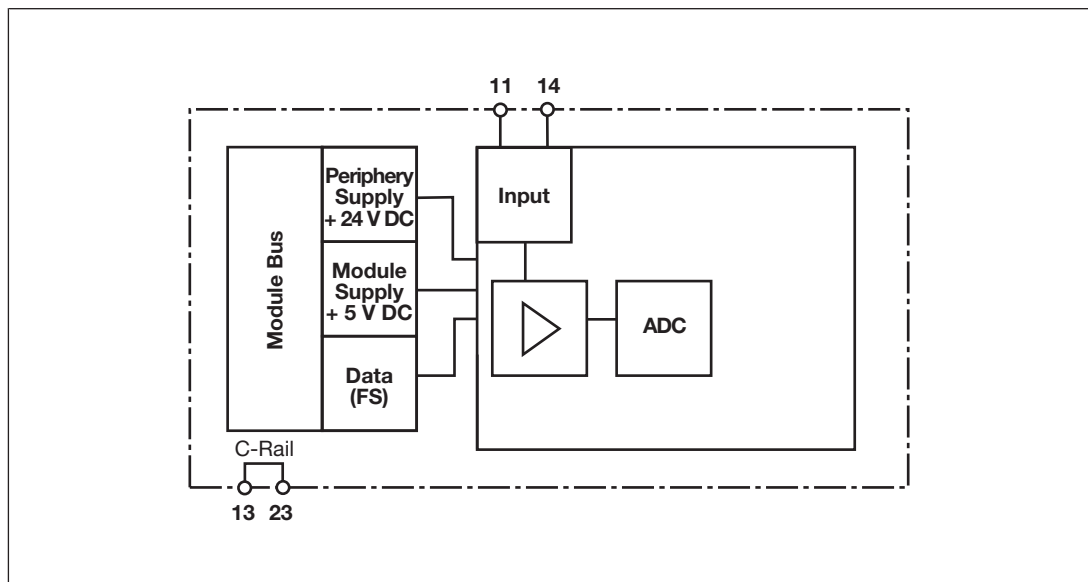 11 14
Periphery
Supply
+ 24 V DC
Input
Module Bus
Module
Supply
+ 5 V DC
ADC
Data
(FS)
C-Rail
13 23